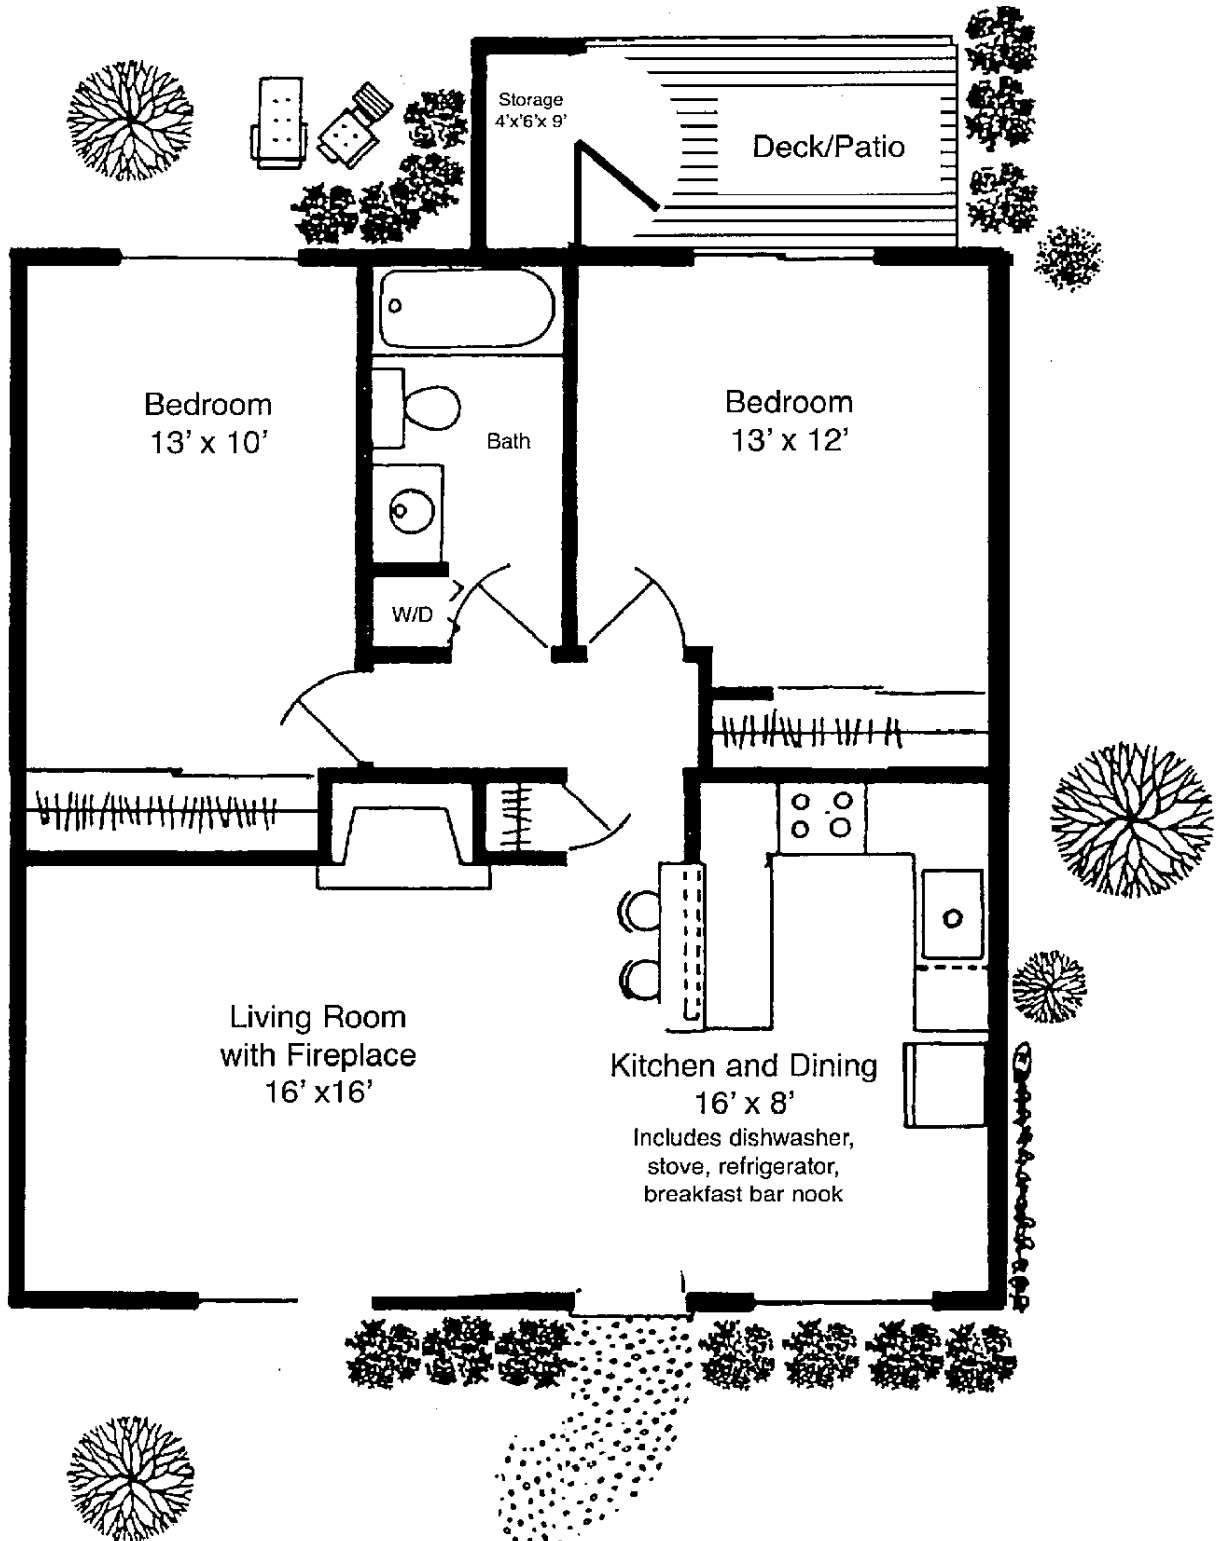 Storage
4'x'6'x 9'
Deck/Patio
Bedroom
13' x 10'
Bath
Bedroom
13' x 12'
W/D
Living Room
with Fireplace
16' x16'
Kitchen and Dining
16' x 8'
Includes dishwasher,
stove, refrigerator,
breakfast bar nook